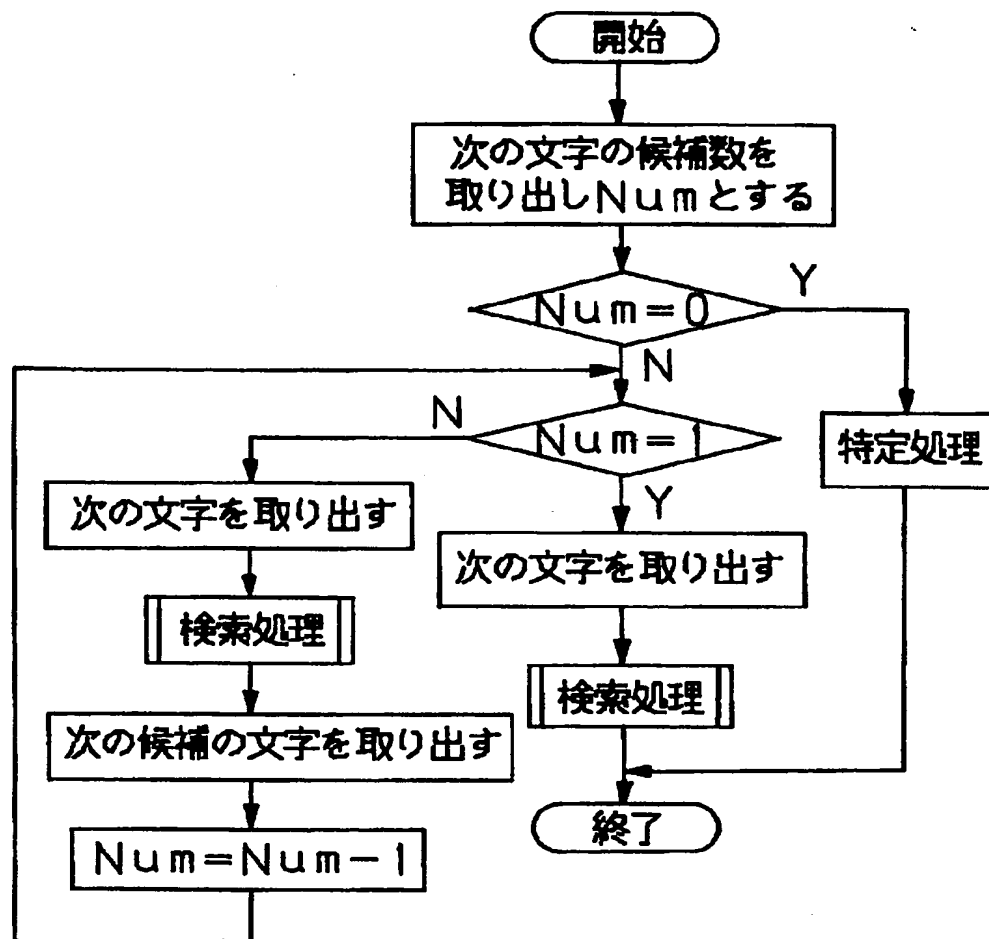 開始
次の文字の候補数を
取り出しNumとする
Num=0
Y
N
Num=1
N
Y
特定処理
次の文字を取り出す
検索処理
次の候補の文字を取り出す
Num=Num-1
次の文字を取り出す
検索処理
終了